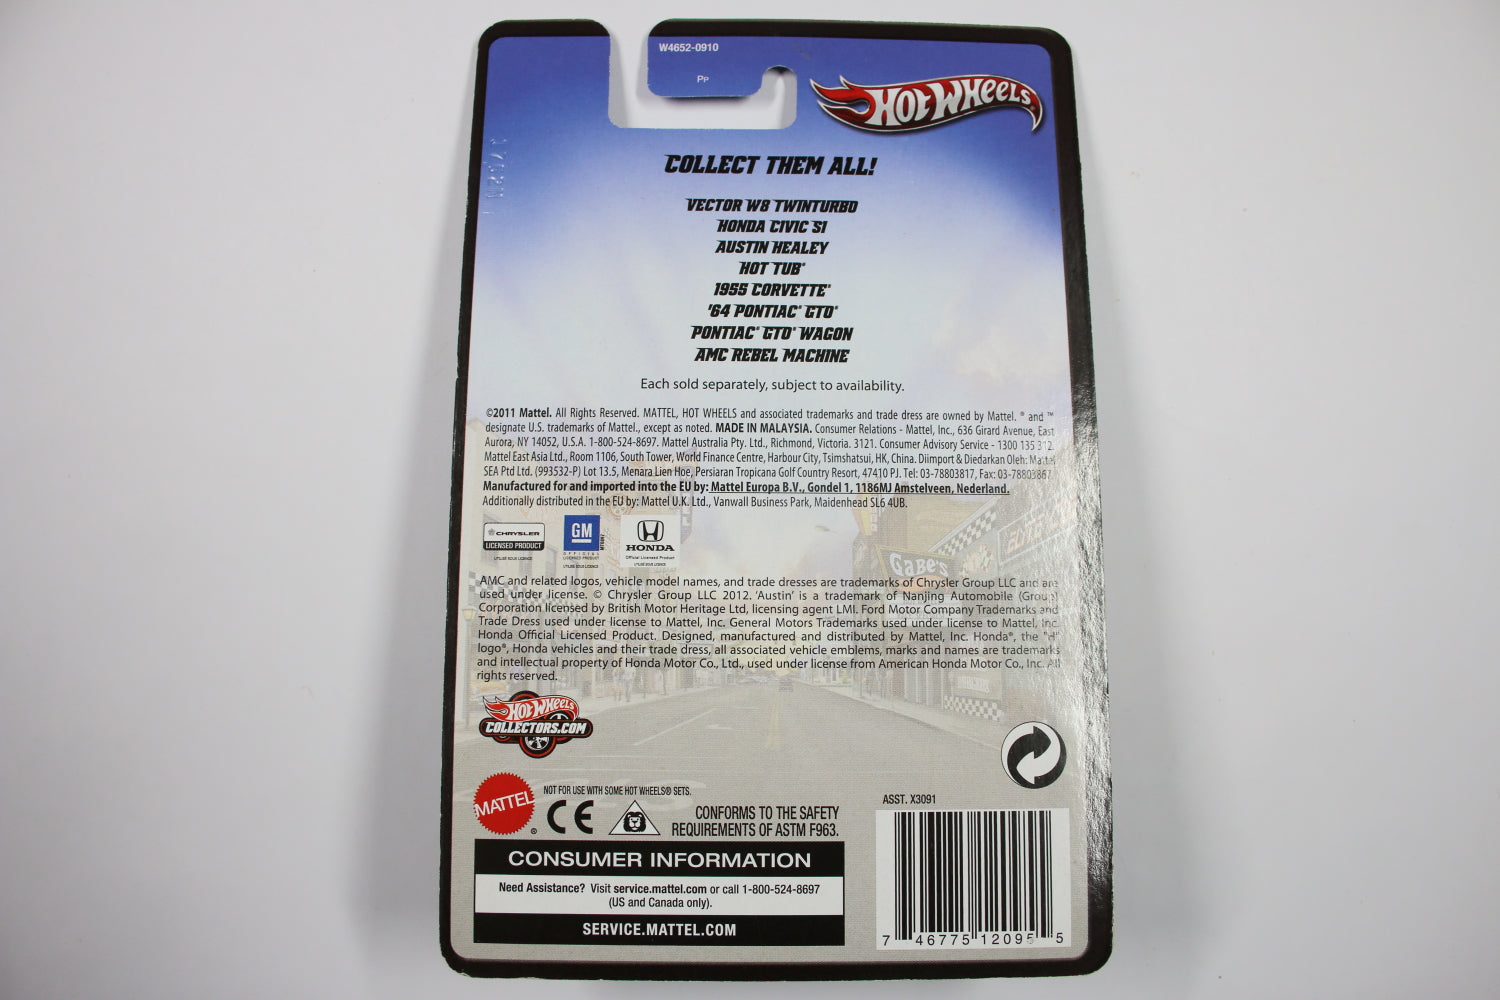 W4652-0910
PP
HOT WHEELS
COLLECT THEM ALL!
VECTOR W8 TWINTURBO
HONDA CIVIC SI
AUSTIN HEALEY
HOT TUB®
1955 CORVETTE®
'64 PONTIAC® GTO®
PONTIAC® GTO® WAGON
AMC REBEL MACHINE
Each sold separately, subject to availability.
©2011 Mattel. All Rights Reserved. MATTEL, HOT WHEELS and associated trademarks and trade dress are owned by Mattel. ® and ™
designate U.S. trademarks of Mattel., except as noted. MADE IN MALAYSIA. Consumer Relations - Mattel, Inc., 636 Girard Avenue, East
Aurora, NY 14052, U.S.A. 1-800-524-8697. Mattel Australia Pty. Ltd., Richmond, Victoria. 3121. Consumer Advisory Service - 1300 135 312.
Mattel East Asia Ltd., Room 1106, South Tower, World Finance Centre, Harbour City, Tsimshatsui, HK, China. Diimport & Diedarkan Oleh: Mattel
SEA Ptd Ltd. (993532-P) Lot 13.5, Menara Lien Hoe, Persiaran Tropicana Golf Country Resort, 47410 PJ. Tel: 03-78803817, Fax: 03-78803867.
Manufactured for and imported into the EU by: Mattel Europa B.V., Gondel 1, 1186MJ Amstelveen, Nederland.
Additionally distributed in the EU by: Mattel U.K. Ltd., Vanwall Business Park, Maidenhead SL6 4UB.
CHRYSLER
LICENSED PRODUCT
UTILISÉ SOUS LICENCE
GM
OFFICIAL
LICENSED PRODUCT
UTILISÉ SOUS LICENCE
HONDA
Official Licensed Product
UTILISÉ SOUS LICENCE
GaBe's
AMC and related logos, vehicle model names, and trade dresses are trademarks of Chrysler Group LLC and are
used under license. © Chrysler Group LLC 2012. 'Austin' is a trademark of Nanjing Automobile (Group)
Corporation licensed by British Motor Heritage Ltd, licensing agent LMI. Ford Motor Company Trademarks and
Trade Dress used under license to Mattel, Inc. General Motors Trademarks used under license to Mattel, Inc.
Honda Official Licensed Product. Designed, manufactured and distributed by Mattel, Inc. Honda®, the "H"
logo®, Honda vehicles and their trade dress, all associated vehicle emblems, marks and names are trademarks
and intellectual property of Honda Motor Co., Ltd., used under license from American Honda Motor Co., Inc. All
rights reserved.
HOT WHEELS
COLLECTORS.COM
MATTEL®
NOT FOR USE WITH SOME HOT WHEELS® SETS.
CE
CONFORMS TO THE SAFETY
REQUIREMENTS OF ASTM F963.
CONSUMER INFORMATION
Need Assistance? Visit service.mattel.com or call 1-800-524-8697
(US and Canada only).
SERVICE.MATTEL.COM
ASST. X3091
7 46775 12095 5